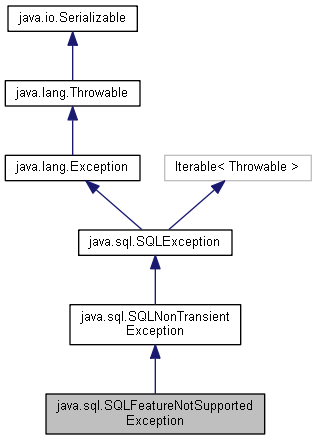 java.io.Serializable
java.lang.Throwable
java.lang.Exception
Iterable< Throwable >
java.sql.SQLException
java.sql.SQLNonTransient
Exception
java.sql.SQLFeatureNotSupported
Exception